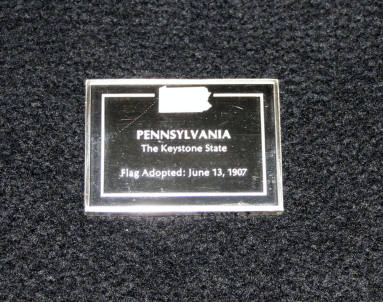 PENNSYLVANIA
The Keystone State
Flag Adopted: June 13, 1907